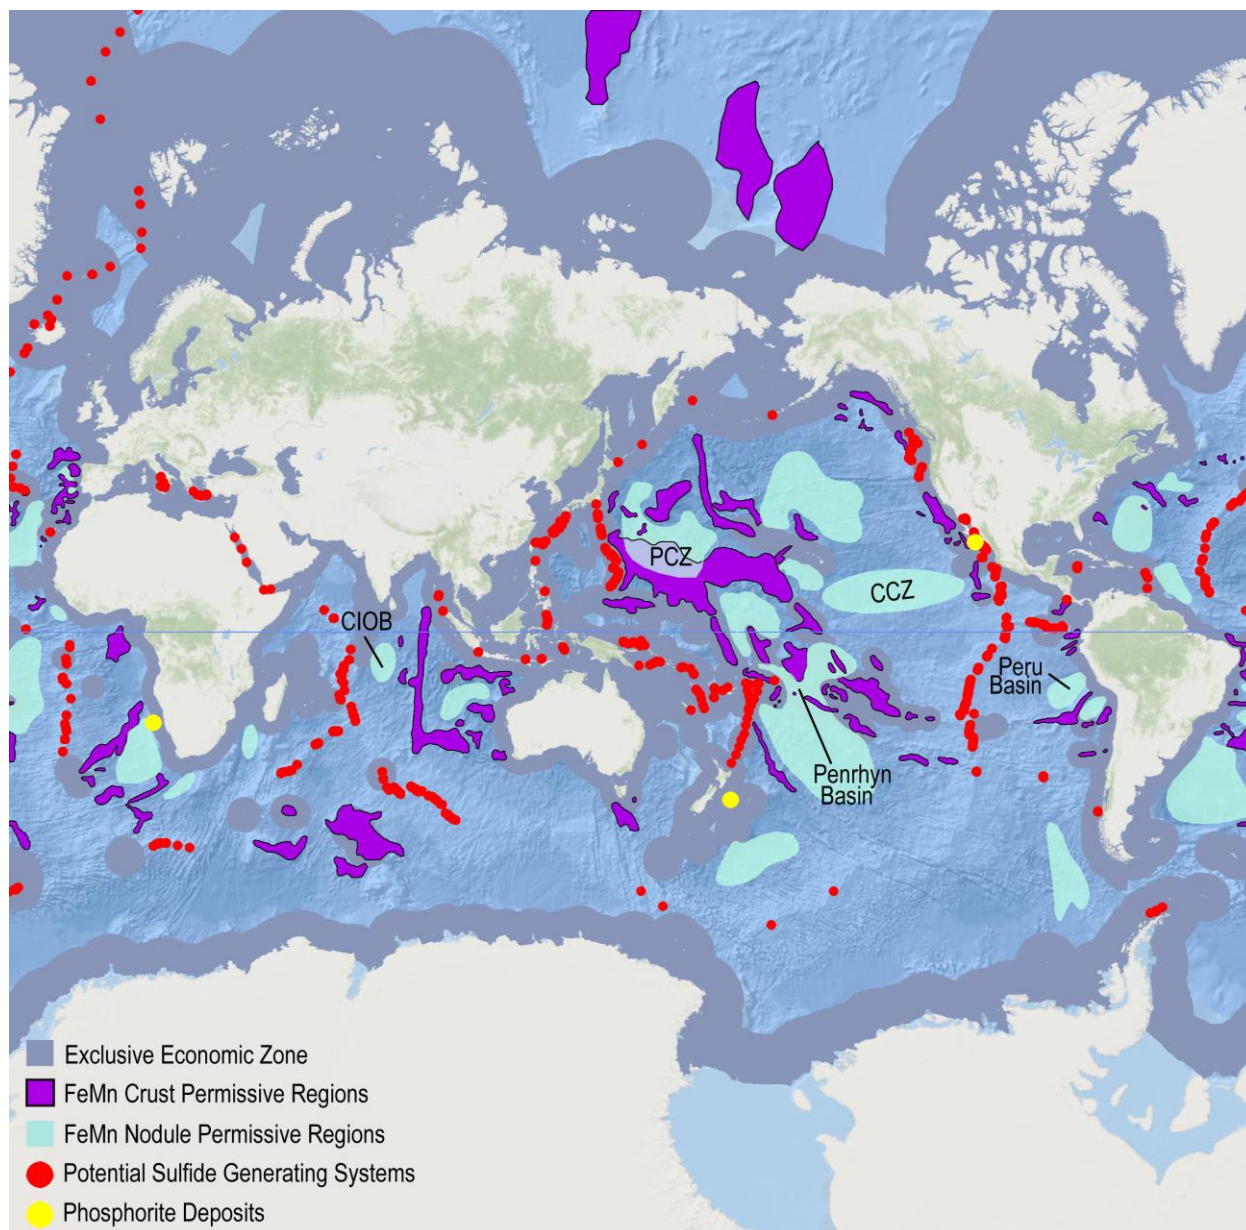 PCZ
CCZ
CIOB
Peru
Basin
Penrhyn
Basin
Exclusive Economic Zone
FeMn Crust Permissive Regions
FeMn Nodule Permissive Regions
Potential Sulfide Generating Systems
Phosphorite Deposits